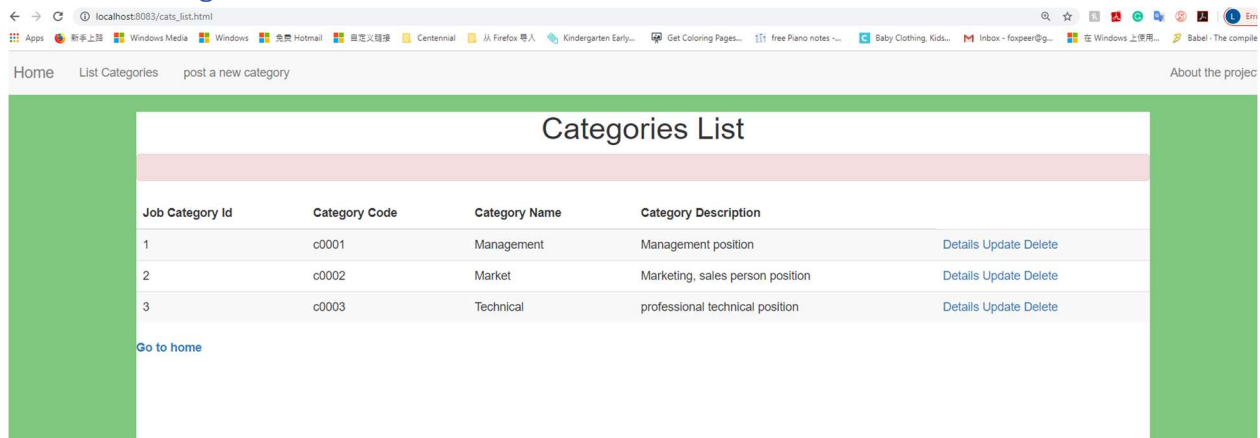 localhost:8083/cats_list.html
Apps 新手上路 Windows Media Windows 免费 Hotmail 自定义链接 Centennial 从 Firefox 导入 Kindergarten Early... Get Coloring Pages... free Piano notes -... Baby Clothing, Kids... Inbox - foxpeer@g... 在 Windows 上使用... Babel · The compile
Home List Categories post a new category About the projec
Categories List
Job Category Id Category Code Category Name Category Description
1 c0001 Management Management position Details Update Delete
2 c0002 Market Marketing, sales person position Details Update Delete
3 c0003 Technical professional technical position Details Update Delete
Go to home